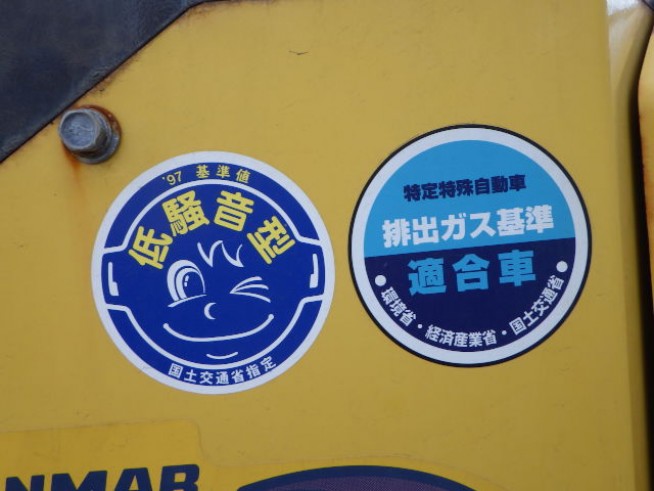 '97 基準値
低騒音型
国土交通省指定
特定特殊自動車
排出ガス基準
適合車
・環境省・経済産業省・国土交通省・
NMAR